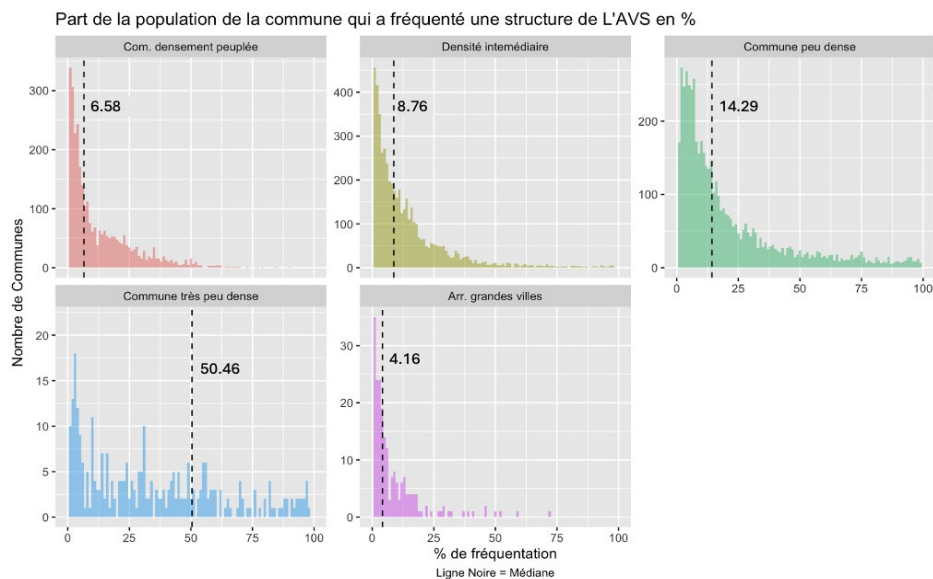 Part de la population de la commune qui a fréquenté une structure de L'AVS en %
Com. densement peuplée
Densité intemédiaire
Commune peu dense
300
200
100
0
6.58
400
300
200
100
0
8.76
200
100
0
14.29
0 25 50 75 100
Commune très peu dense
Arr. grandes villes
20
15
10
5
0
50.46
30
20
10
0
4.16
0 25 50 75 100
0 25 50 75 100
Nombre de Communes
% de fréquentation
Ligne Noire = Médiane